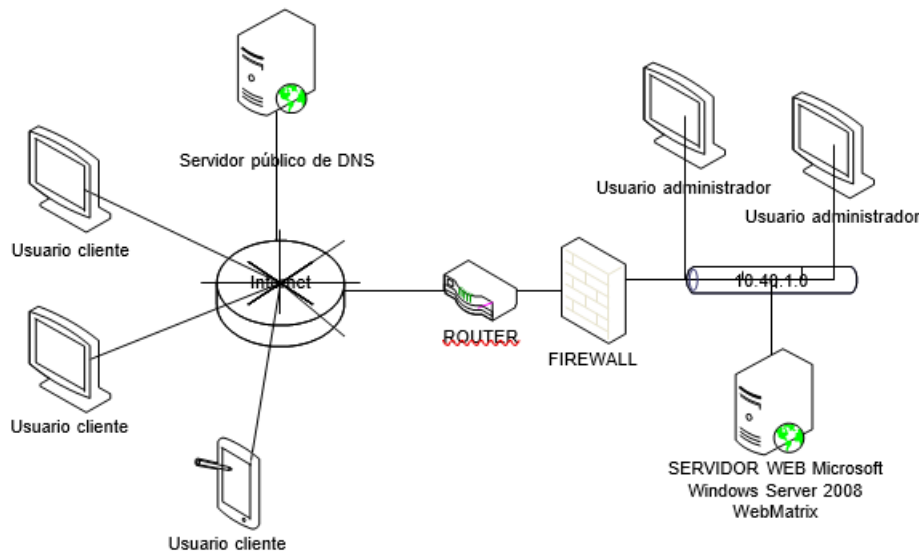 Servidor público de DNS
Usuario administrador
Usuario administrador
Usuario cliente
Internet
10.40.1.0
ROUTER
FIREWALL
Usuario cliente
SERVIDOR WEB Microsoft
Windows Server 2008
WebMatrix
Usuario cliente